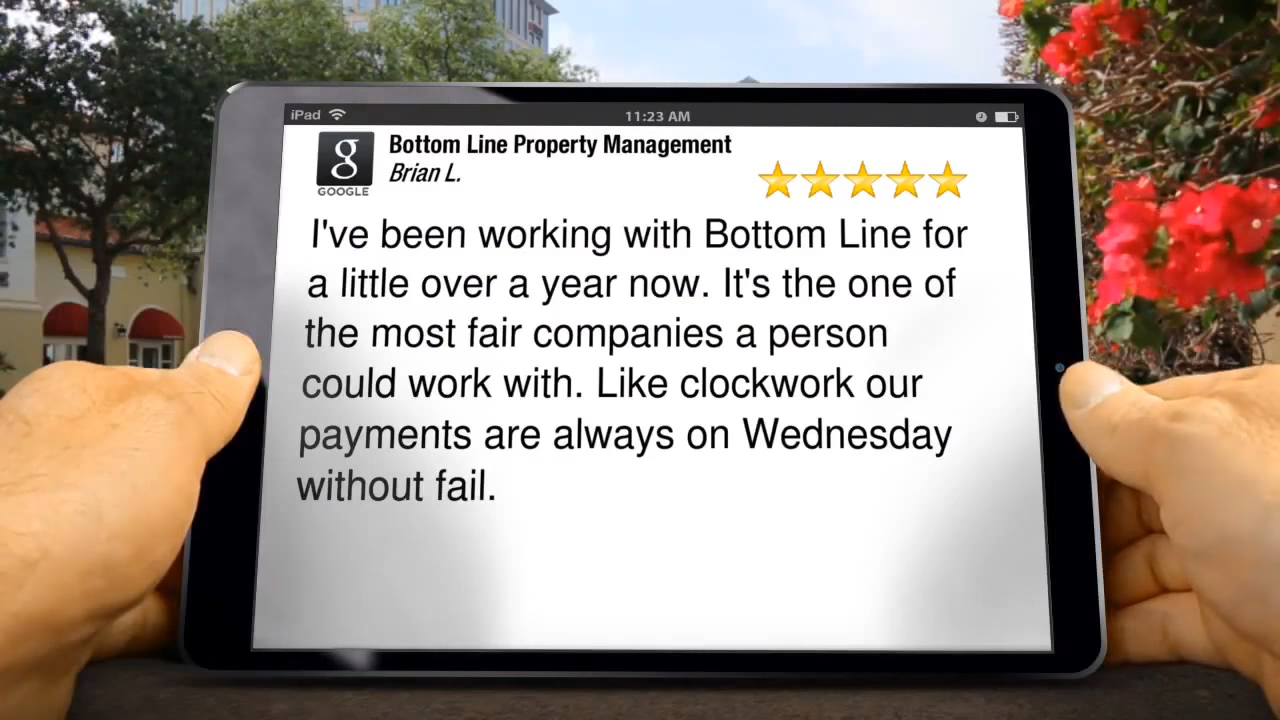 iPad 11:23 AM
g
GOOGLE
Bottom Line Property Management
Brian L.
I've been working with Bottom Line for
a little over a year now. It's the one of
the most fair companies a person
could work with. Like clockwork our
payments are always on Wednesday
without fail.